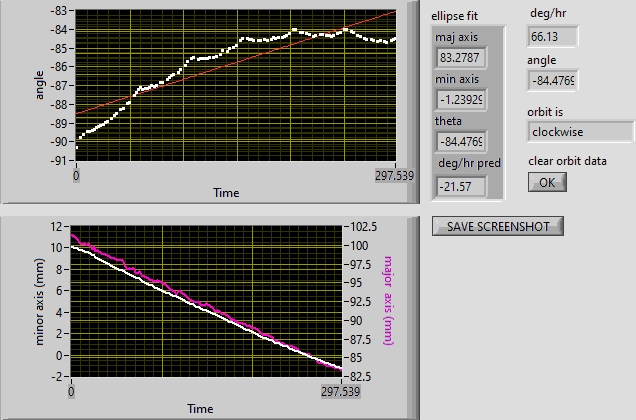 -83
-84
-85
-86
-87
-88
-89
-90
-91
angle
0
297.539
Time
ellipse fit
maj axis
83.2787
min axis
-1.23929
theta
-84.4769
deg/hr pred
-21.57
deg/hr
66.13
angle
-84.4769
orbit is
clockwise
clear orbit data
OK
SAVE SCREENSHOT
12
10
8
6
4
2
0
-2
minor axis (mm)
102.5
100
97.5
95
92.5
90
87.5
85
82.5
major axis (mm)
0
297.539
Time